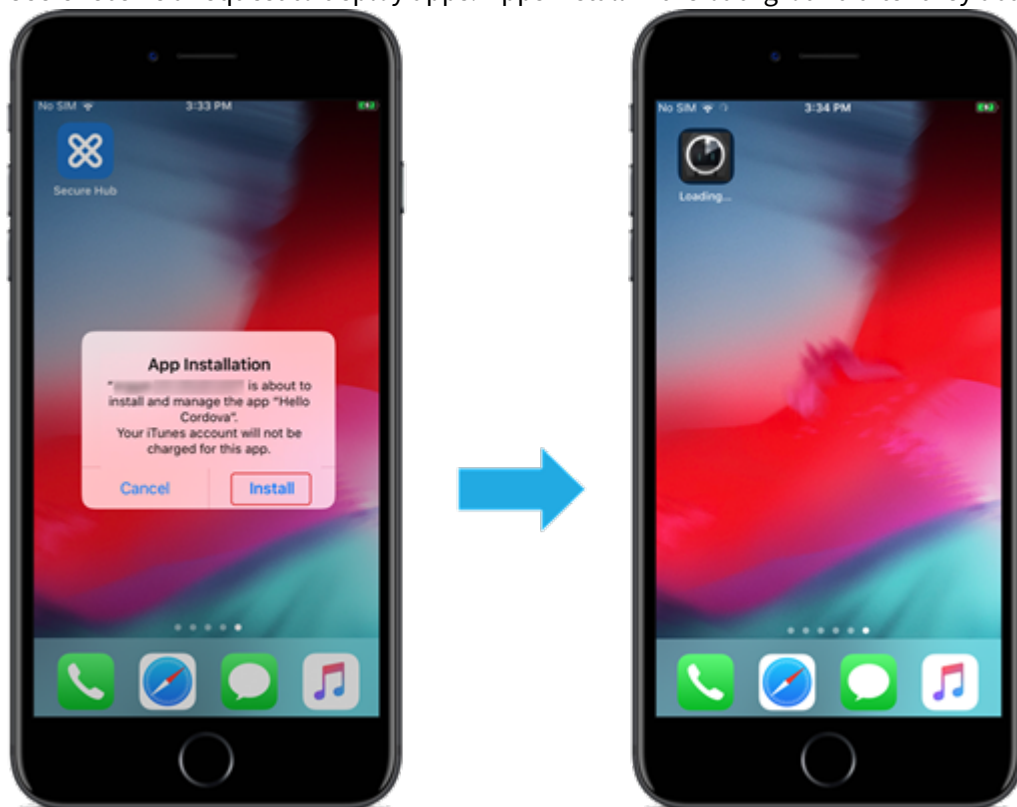 No SIM
3:33 PM
Secure Hub
App Installation
" is about to
install and manage the app "Hello
Cordova".
Your iTunes account will not be
charged for this app.
Cancel
Install
No SIM
3:34 PM
Loading...